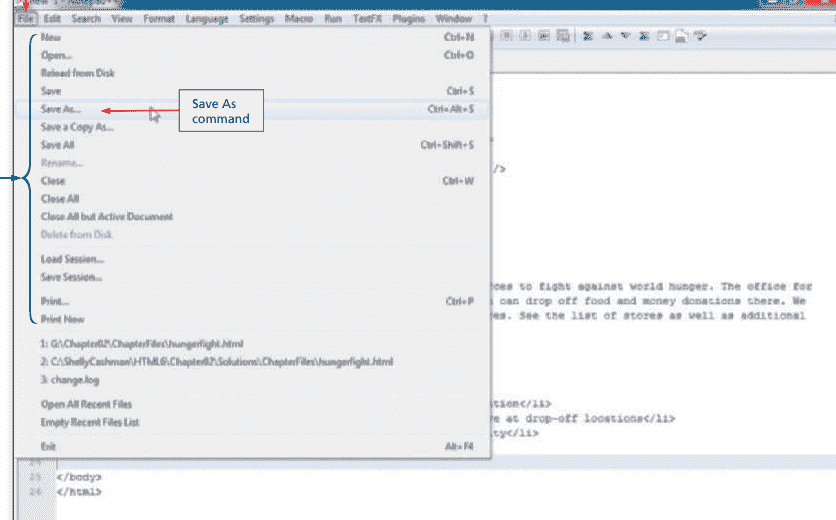 File Edit Search View Format Language Settings Macro Run TextFX Plugins Window ?
New Ctrl+N
Open... Ctrl+O
Reload from Disk
Save Ctrl+S
Save As... Ctrl+Alt+S
Save As
command
Save a Copy As...
Save All Ctrl+Shift+S
Rename...
/>
Close Ctrl+W
Close All
Close All but Active Document
Delete from Disk
Load Session...
Save Session...
to fight against world hunger. The office for
can drop off food and money donations there. We
See the list of stores as well as additional
Print... Ctrl+P
Print Now
1: G:\Chapter02\ChapterFiles\hungerfight.html
2: C:\ShellyCashman\HTML6\Chapter02\Solutions\ChapterFiles\hungerfight.html
3: change.log
Open All Recent Files
Empty Recent Files List
</li>
at drop-off locations</li>
</li>
Exit Alt+F4
24
25 </body>
26 </html>